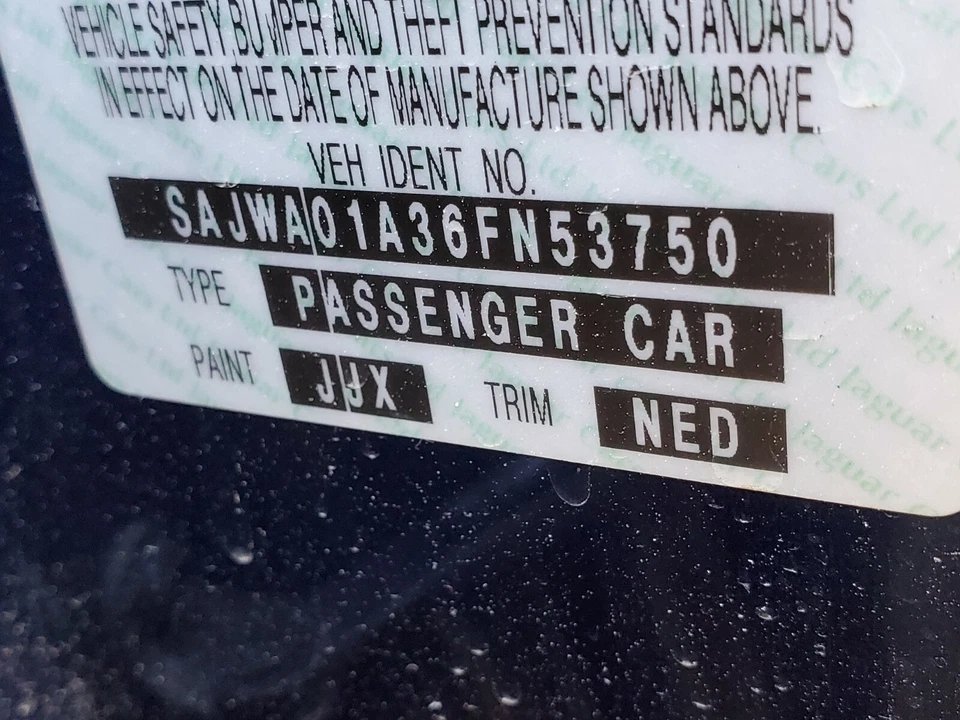 VEHICLE SAFETY, BUMPER AND THEFT PREVENTION STANDARDS
IN EFFECT ON THE DATE OF MANUFACTURE SHOWN ABOVE.
VEH IDENT NO.
SAJWA01A36FN53750
TYPE PASSENGER CAR
PAINT JJX TRIM NED